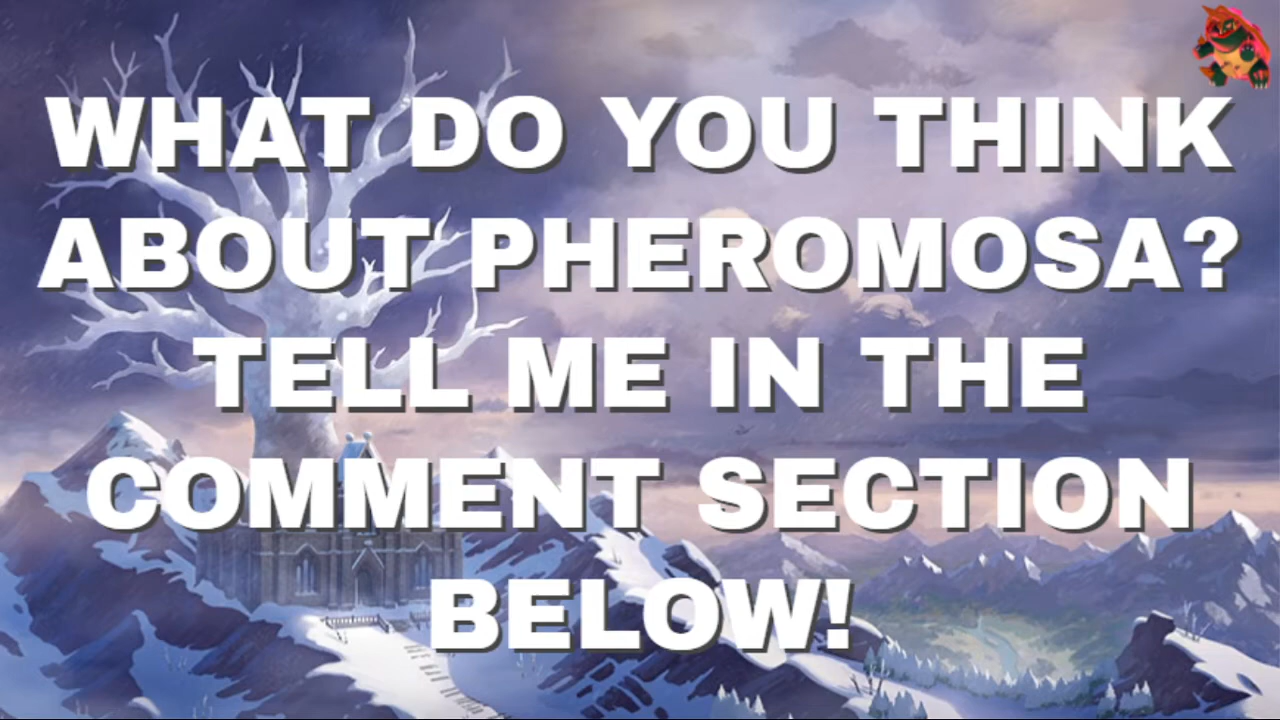 WHAT DO YOU THINK
ABOUT PHEROMOSA?
TELL ME IN THE
COMMENT SECTION
BELOW!